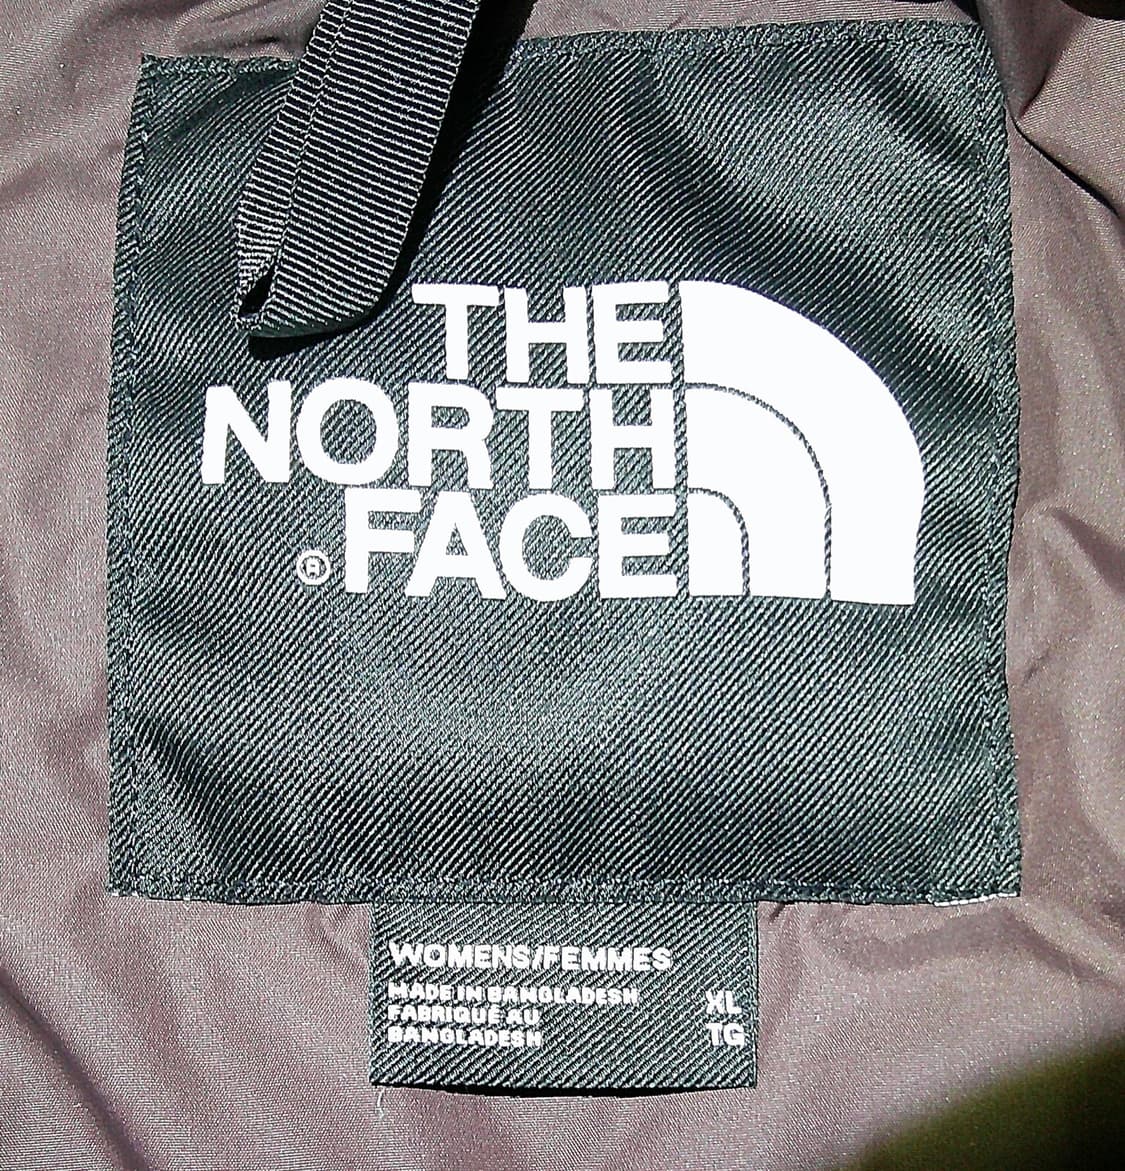 THE
NORTH
® FACE
WOMENS/FEMMES
MADE IN BANGLADESH
FABRIQUÉ AU
BANGLADESH
XL
TG